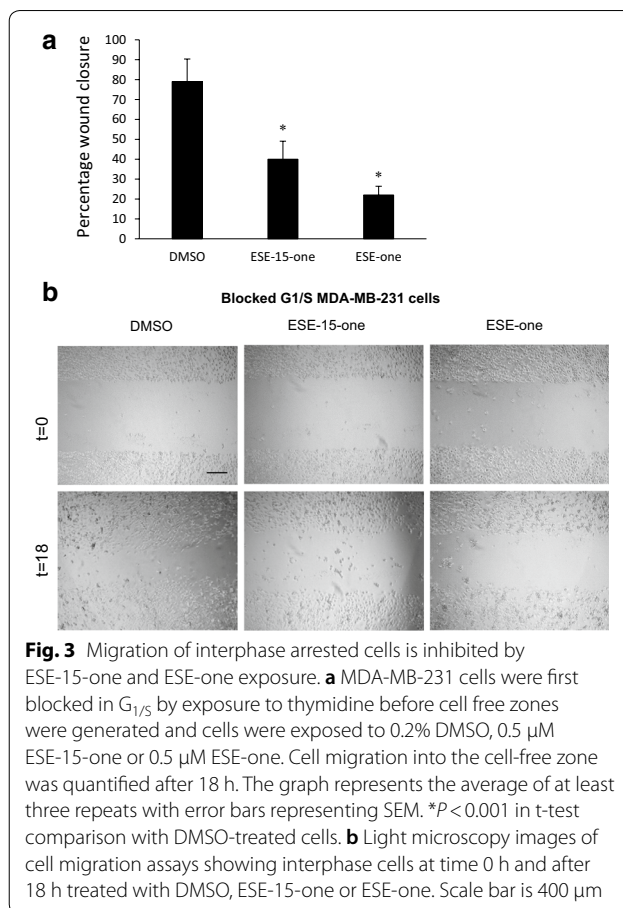 a
Percentage wound closure
100
90
80
70
60
50
40
30
20
10
0
*
*
DMSO
ESE-15-one
ESE-one
b
Blocked G1/S MDA-MB-231 cells
DMSO
ESE-15-one
ESE-one
t=0
t=18
Fig. 3 Migration of interphase arrested cells is inhibited by
ESE-15-one and ESE-one exposure. a MDA-MB-231 cells were first
blocked in G1/S by exposure to thymidine before cell free zones
were generated and cells were exposed to 0.2% DMSO, 0.5 µM
ESE-15-one or 0.5 µM ESE-one. Cell migration into the cell-free zone
was quantified after 18 h. The graph represents the average of at least
three repeats with error bars representing SEM. *P < 0.001 in t-test
comparison with DMSO-treated cells. b Light microscopy images of
cell migration assays showing interphase cells at time 0 h and after
18 h treated with DMSO, ESE-15-one or ESE-one. Scale bar is 400 µm